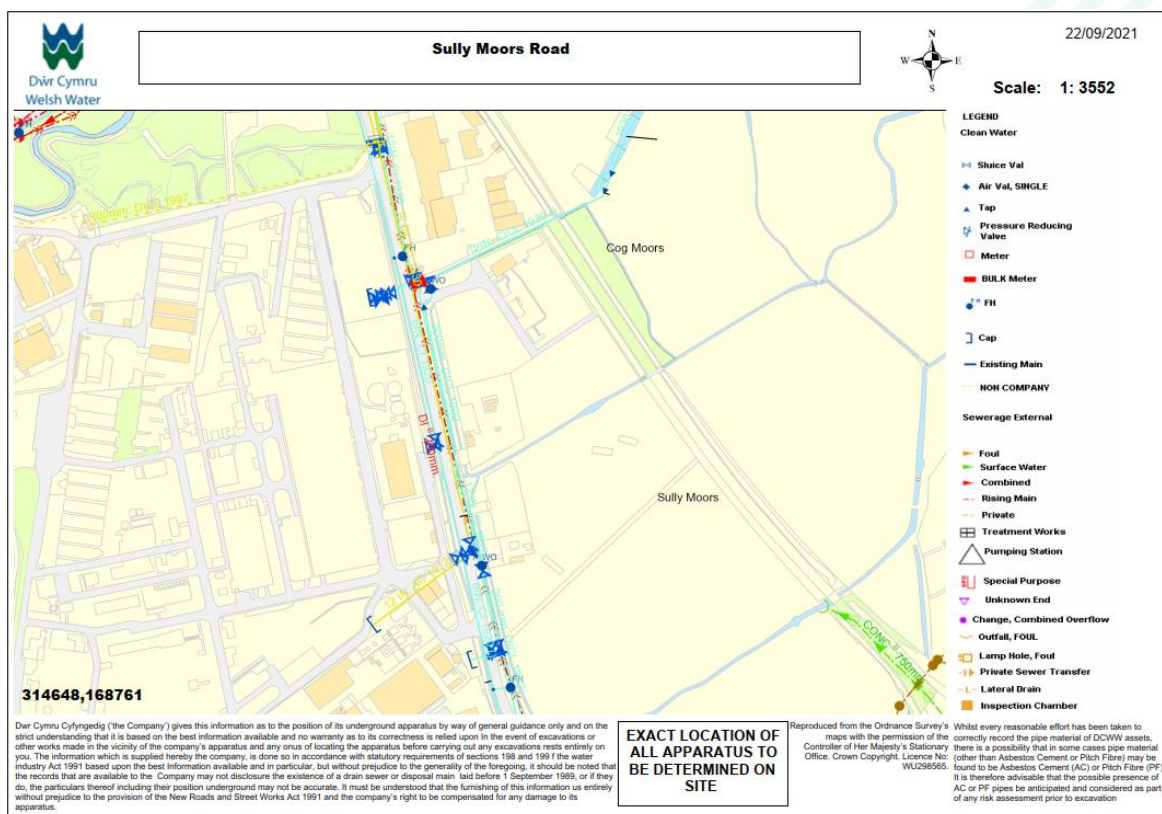 Dŵr Cymru
Welsh Water
Sully Moors Road
N
W E
S
22/09/2021
Scale: 1: 3552
FH
300mm DI 1997
FH
WO
Cog Moors
DI
Sully Moors
WO
12 IN
CONC 750mm
FH
314648,168761
LEGEND
Clean Water
Sluice Val
Air Val, SINGLE
Tap
Pressure Reducing
Valve
Meter
BULK Meter
FH
Cap
Existing Main
NON COMPANY
Sewerage External
Foul
Surface Water
Combined
Rising Main
Private
Treatment Works
Pumping Station
Special Purpose
Unknown End
Change, Combined Overflow
Outfall, FOUL
Lamp Hole, Foul
Private Sewer Transfer
Lateral Drain
Inspection Chamber
Dwr Cymru Cyfyngedig ('the Company') gives this information as to the position of its underground apparatus by way of general guidance only and on the
strict understanding that it is based on the best information available and no warranty as to its correctness is relied upon In the event of excavations or
other works made in the vicinity of the company's apparatus and any onus of locating the apparatus before carrying out any excavations rests entirely on
you. The information which is supplied hereby the company, is done so in accordance with statutory requirements of sections 198 and 199 f the water
industry Act 1991 based upon the best Information available and in particular, but without prejudice to the generality of the foregoing, it should be noted that
the records that are available to the Company may not disclose the existence of a drain sewer or disposal main laid before 1 September 1989, or if they
do, the particulars thereof including their position underground may not be accurate. It must be understood that the furnishing of this information us entirely
without prejudice to the provision of the New Roads and Street Works Act 1991 and the company's right to be compensated for any damage to its
apparatus.
EXACT LOCATION OF
ALL APPARATUS TO
BE DETERMINED ON
SITE
Reproduced from the Ordnance Survey's
maps with the permission of the
Controller of Her Majesty's Stationary
Office. Crown Copyright. Licence No:
WU298565.
Whilst every reasonable effort has been taken to
correctly record the pipe material of DCWW assets,
there is a possibility that in some cases pipe material
(other than Asbestos Cement or Pitch Fibre) may be
found to be Asbestos Cement (AC) or Pitch Fibre (PF)
It is therefore advisable that the possible presence of
AC or PF pipes be anticipated and considered as part
of any risk assessment prior to excavation